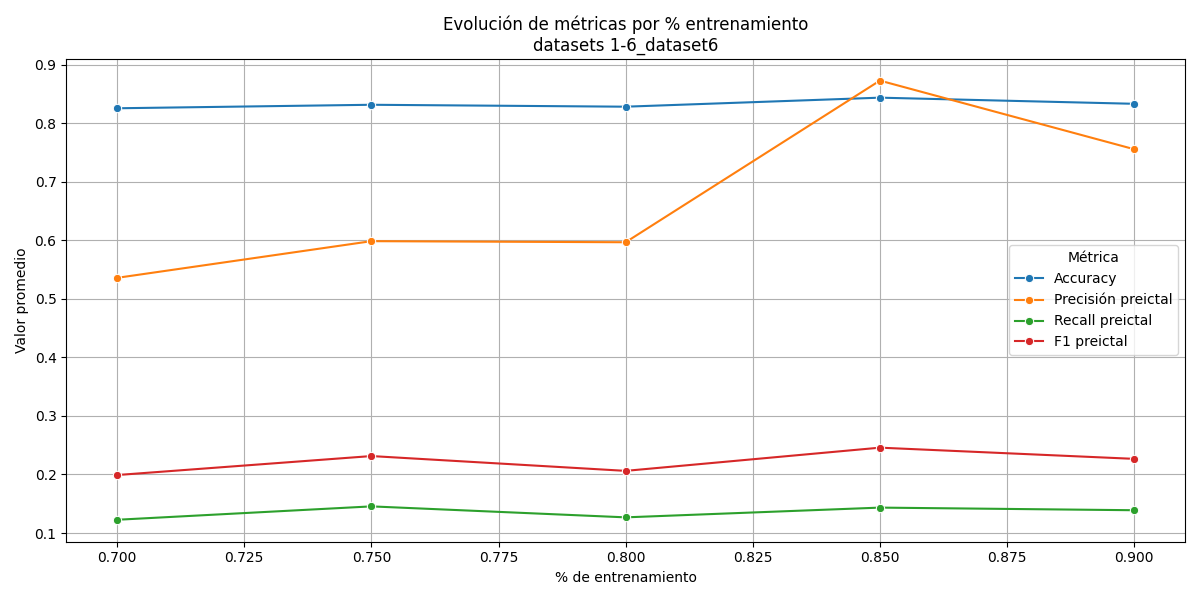 Evolución de métricas por % entrenamiento
datasets 1-6_dataset6
Valor promedio
0.9
0.8
0.7
0.6
0.5
0.4
0.3
0.2
0.1
Métrica
Accuracy
Precisión preictal
Recall preictal
F1 preictal
0.700 0.725 0.750 0.775 0.800 0.825 0.850 0.875 0.900
% de entrenamiento